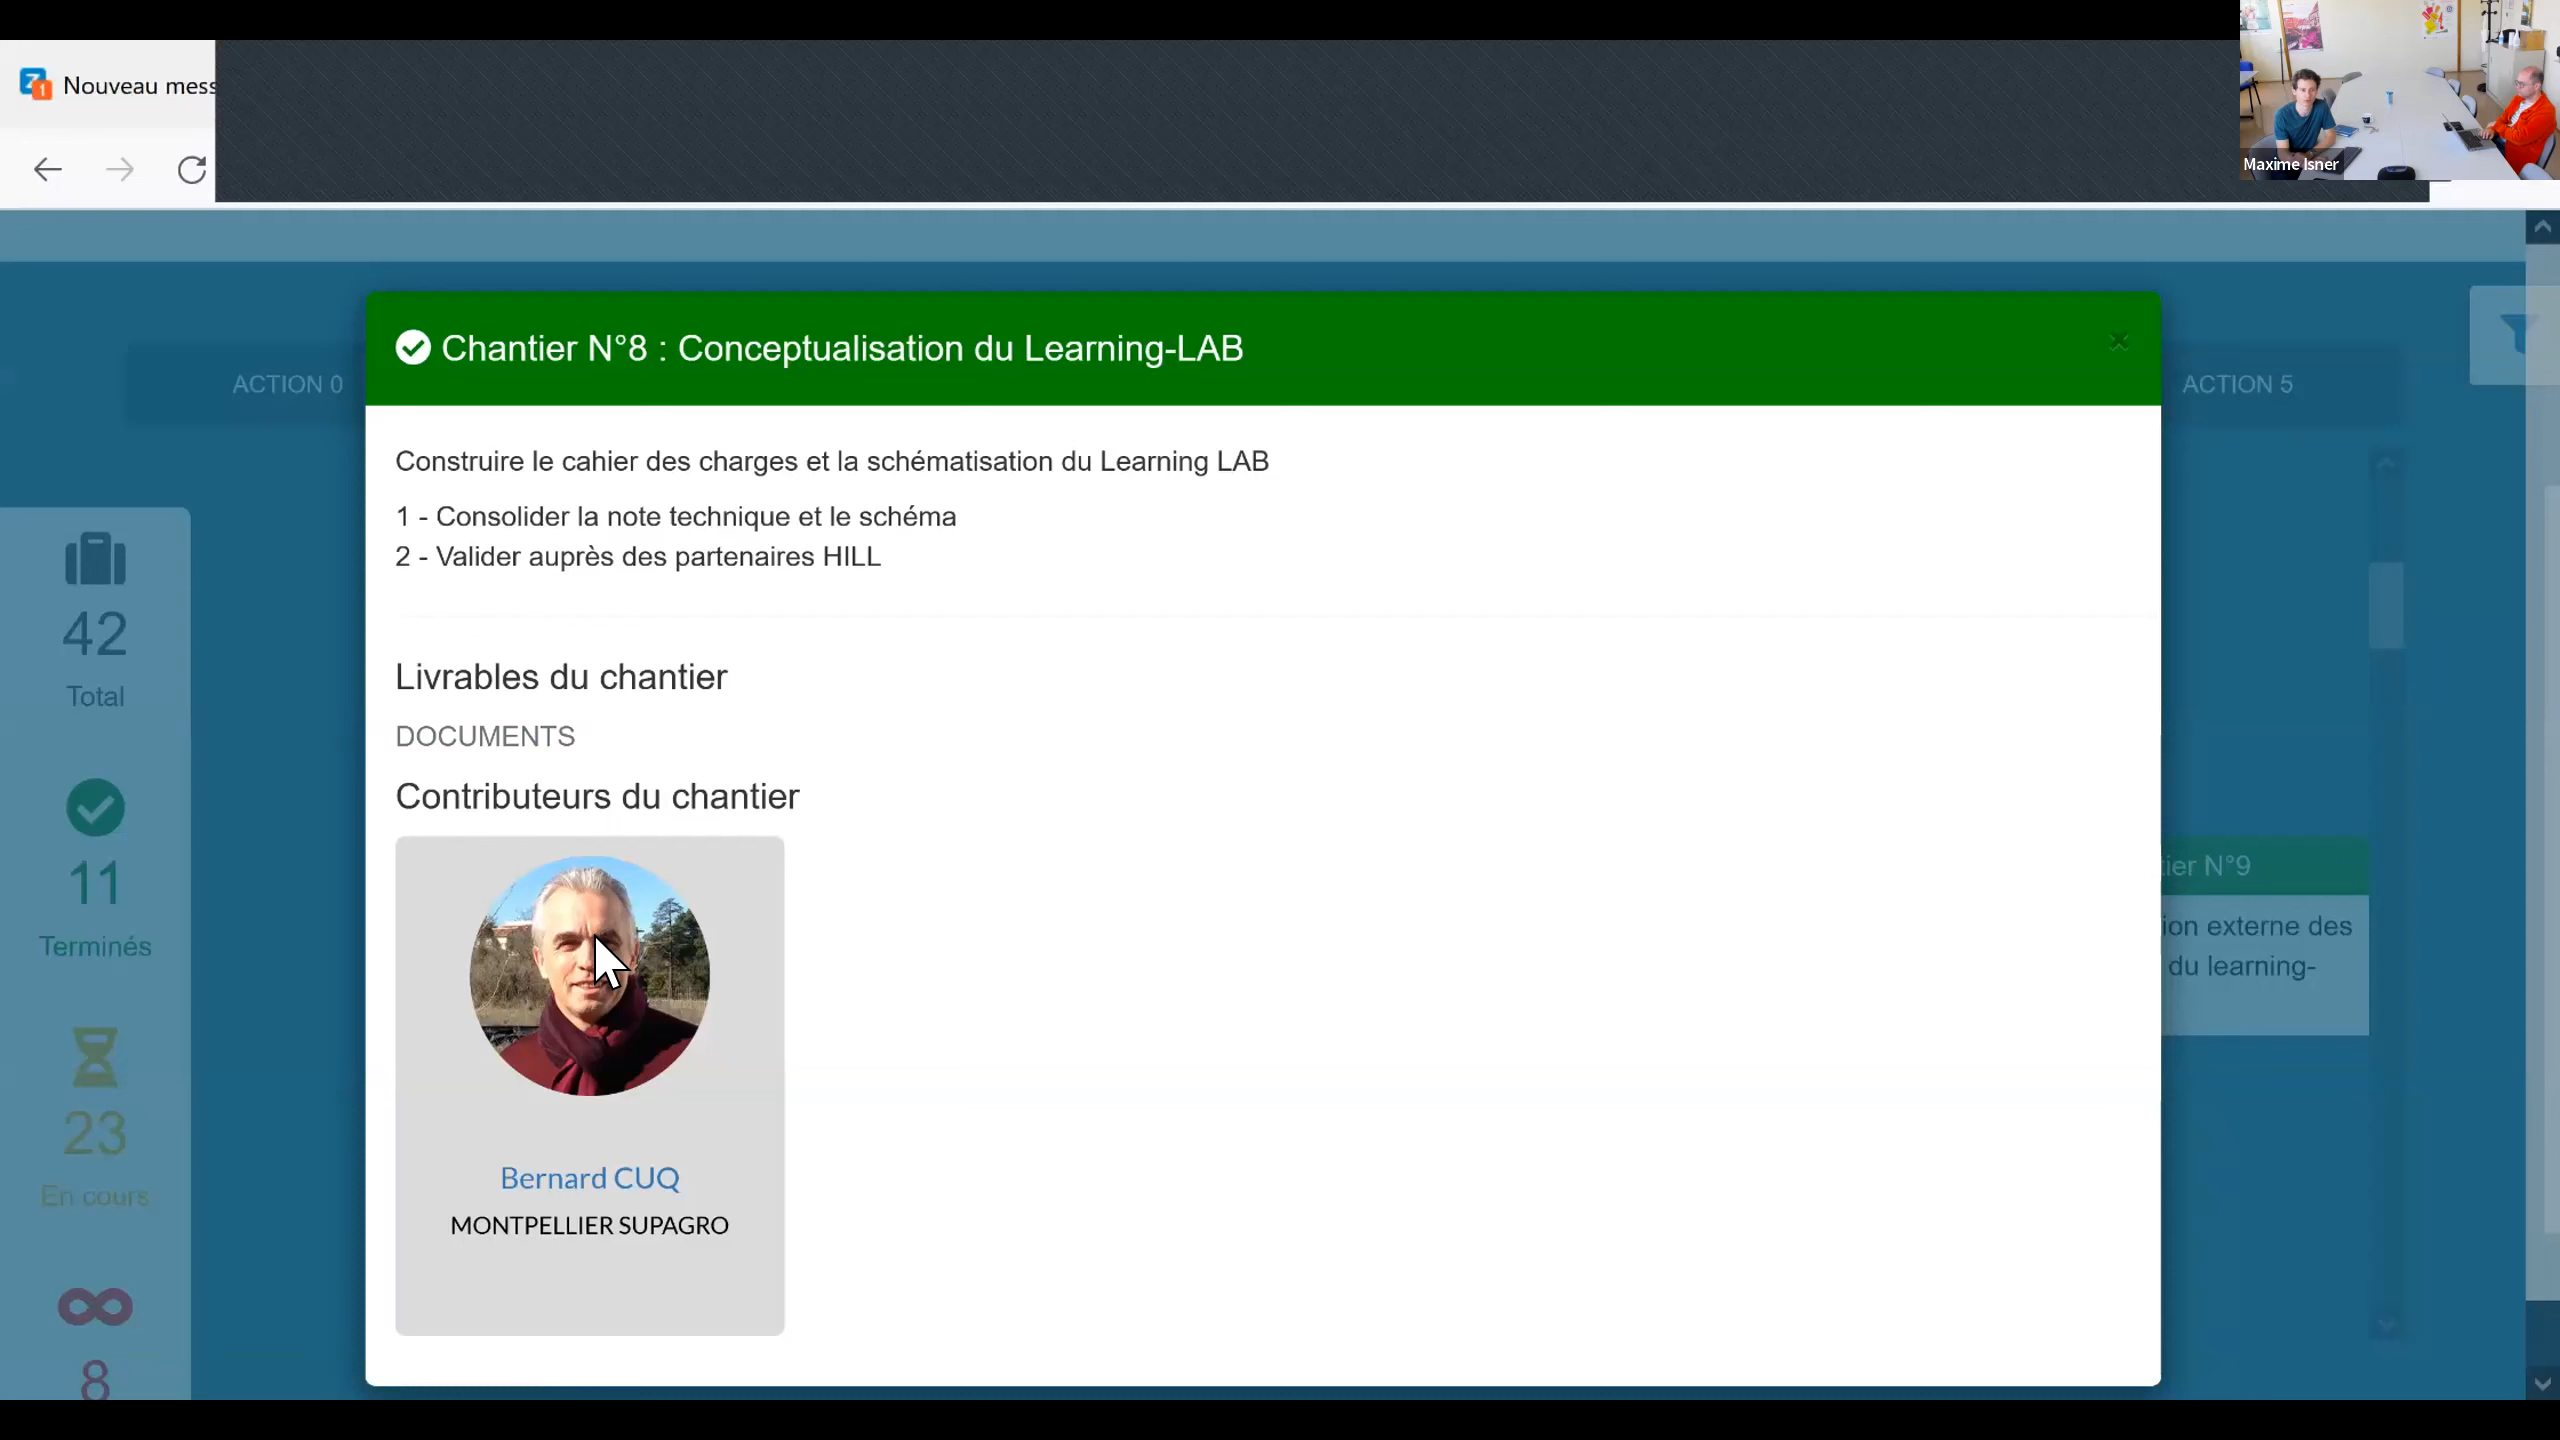 Nouveau mess
Maxime Isner
ACTION 0
ACTION 5
Chantier N°8 : Conceptualisation du Learning-LAB
Construire le cahier des charges et la schématisation du Learning LAB
1 - Consolider la note technique et le schéma
2 - Valider auprès des partenaires HILL
Livrables du chantier
DOCUMENTS
Contributeurs du chantier
Bernard CUQ
MONTPELLIER SUPAGRO
42
Total
11
Terminés
23
En cours
8
tier N°9
ion externe des
du learning-